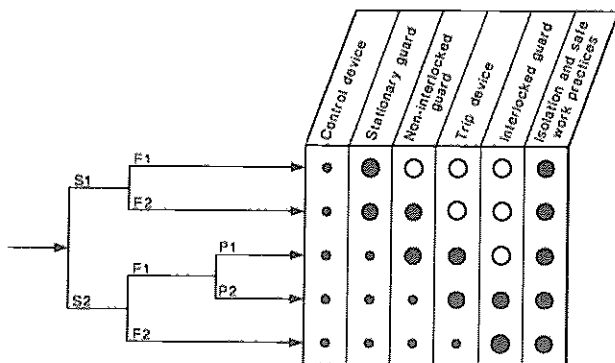 Control device
Stationary guard
Non-interlocked
guard
Trip device
Interlocked guard
Isolation and safe
work practices
F1
S1
F2
P1
F1
P2
S2
F2